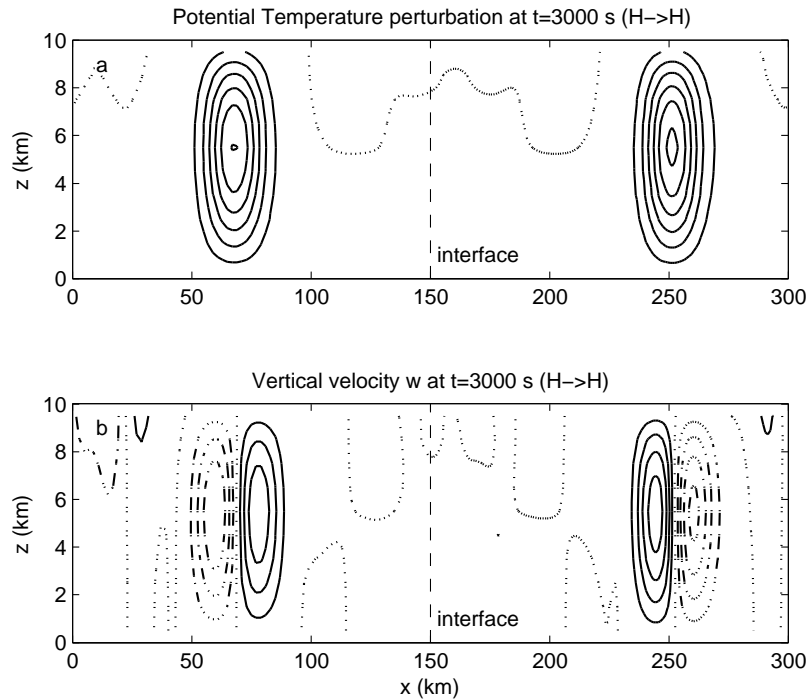 Potential Temperature perturbation at t=3000 s (H->H)
10
8
6
4
2
0
z (km)
a
interface
0
50
100
150
200
250
300
Vertical velocity w at t=3000 s (H->H)
10
8
6
4
2
0
z (km)
b
interface
0
50
100
150
200
250
300
x (km)